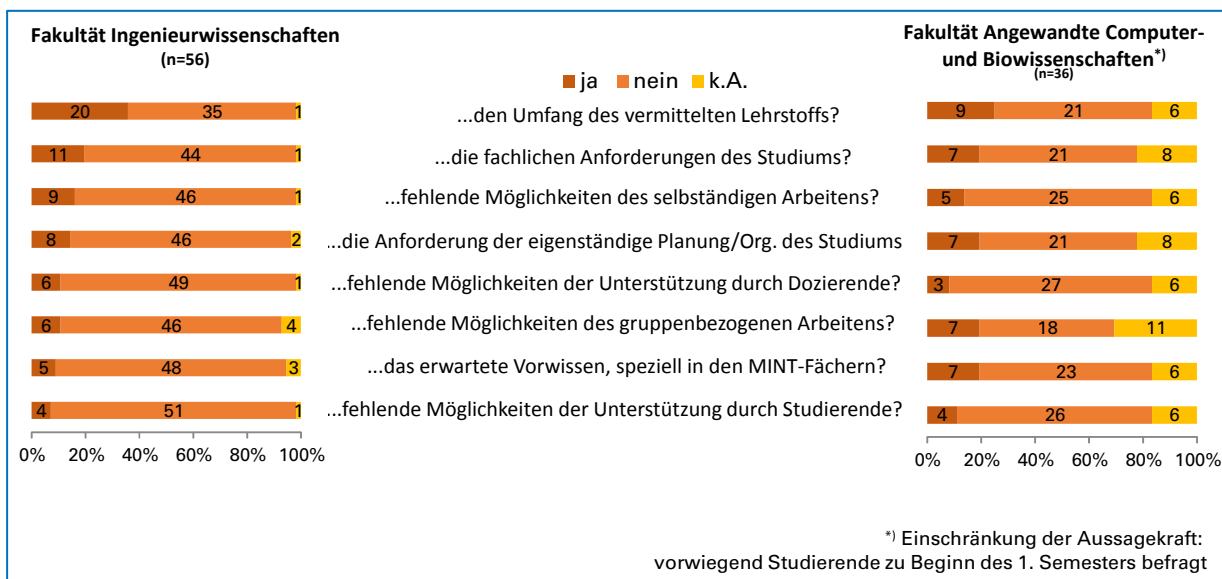 Fakultät Ingenieurwissenschaften
(n=56)
Fakultät Angewandte Computer-
und Biowissenschaften*)
(n=36)
ja nein k.A.
20 35 1 ...den Umfang des vermittelten Lehrstoffs? 9 21 6
11 44 1 ...die fachlichen Anforderungen des Studiums? 7 21 8
9 46 1 ...fehlende Möglichkeiten des selbständigen Arbeitens? 5 25 6
8 46 2 ...die Anforderung der eigenständige Planung/Org. des Studiums 7 21 8
6 49 1 ...fehlende Möglichkeiten der Unterstützung durch Dozierende? 3 27 6
6 46 4 ...fehlende Möglichkeiten des gruppenbezogenen Arbeitens? 7 18 11
5 48 3 ...das erwartete Vorwissen, speziell in den MINT-Fächern? 7 23 6
4 51 1 ...fehlende Möglichkeiten der Unterstützung durch Studierende? 4 26 6
0% 20% 40% 60% 80% 100% 0% 20% 40% 60% 80% 100%
*) Einschränkung der Aussagekraft:
vorwiegend Studierende zu Beginn des 1. Semesters befragt